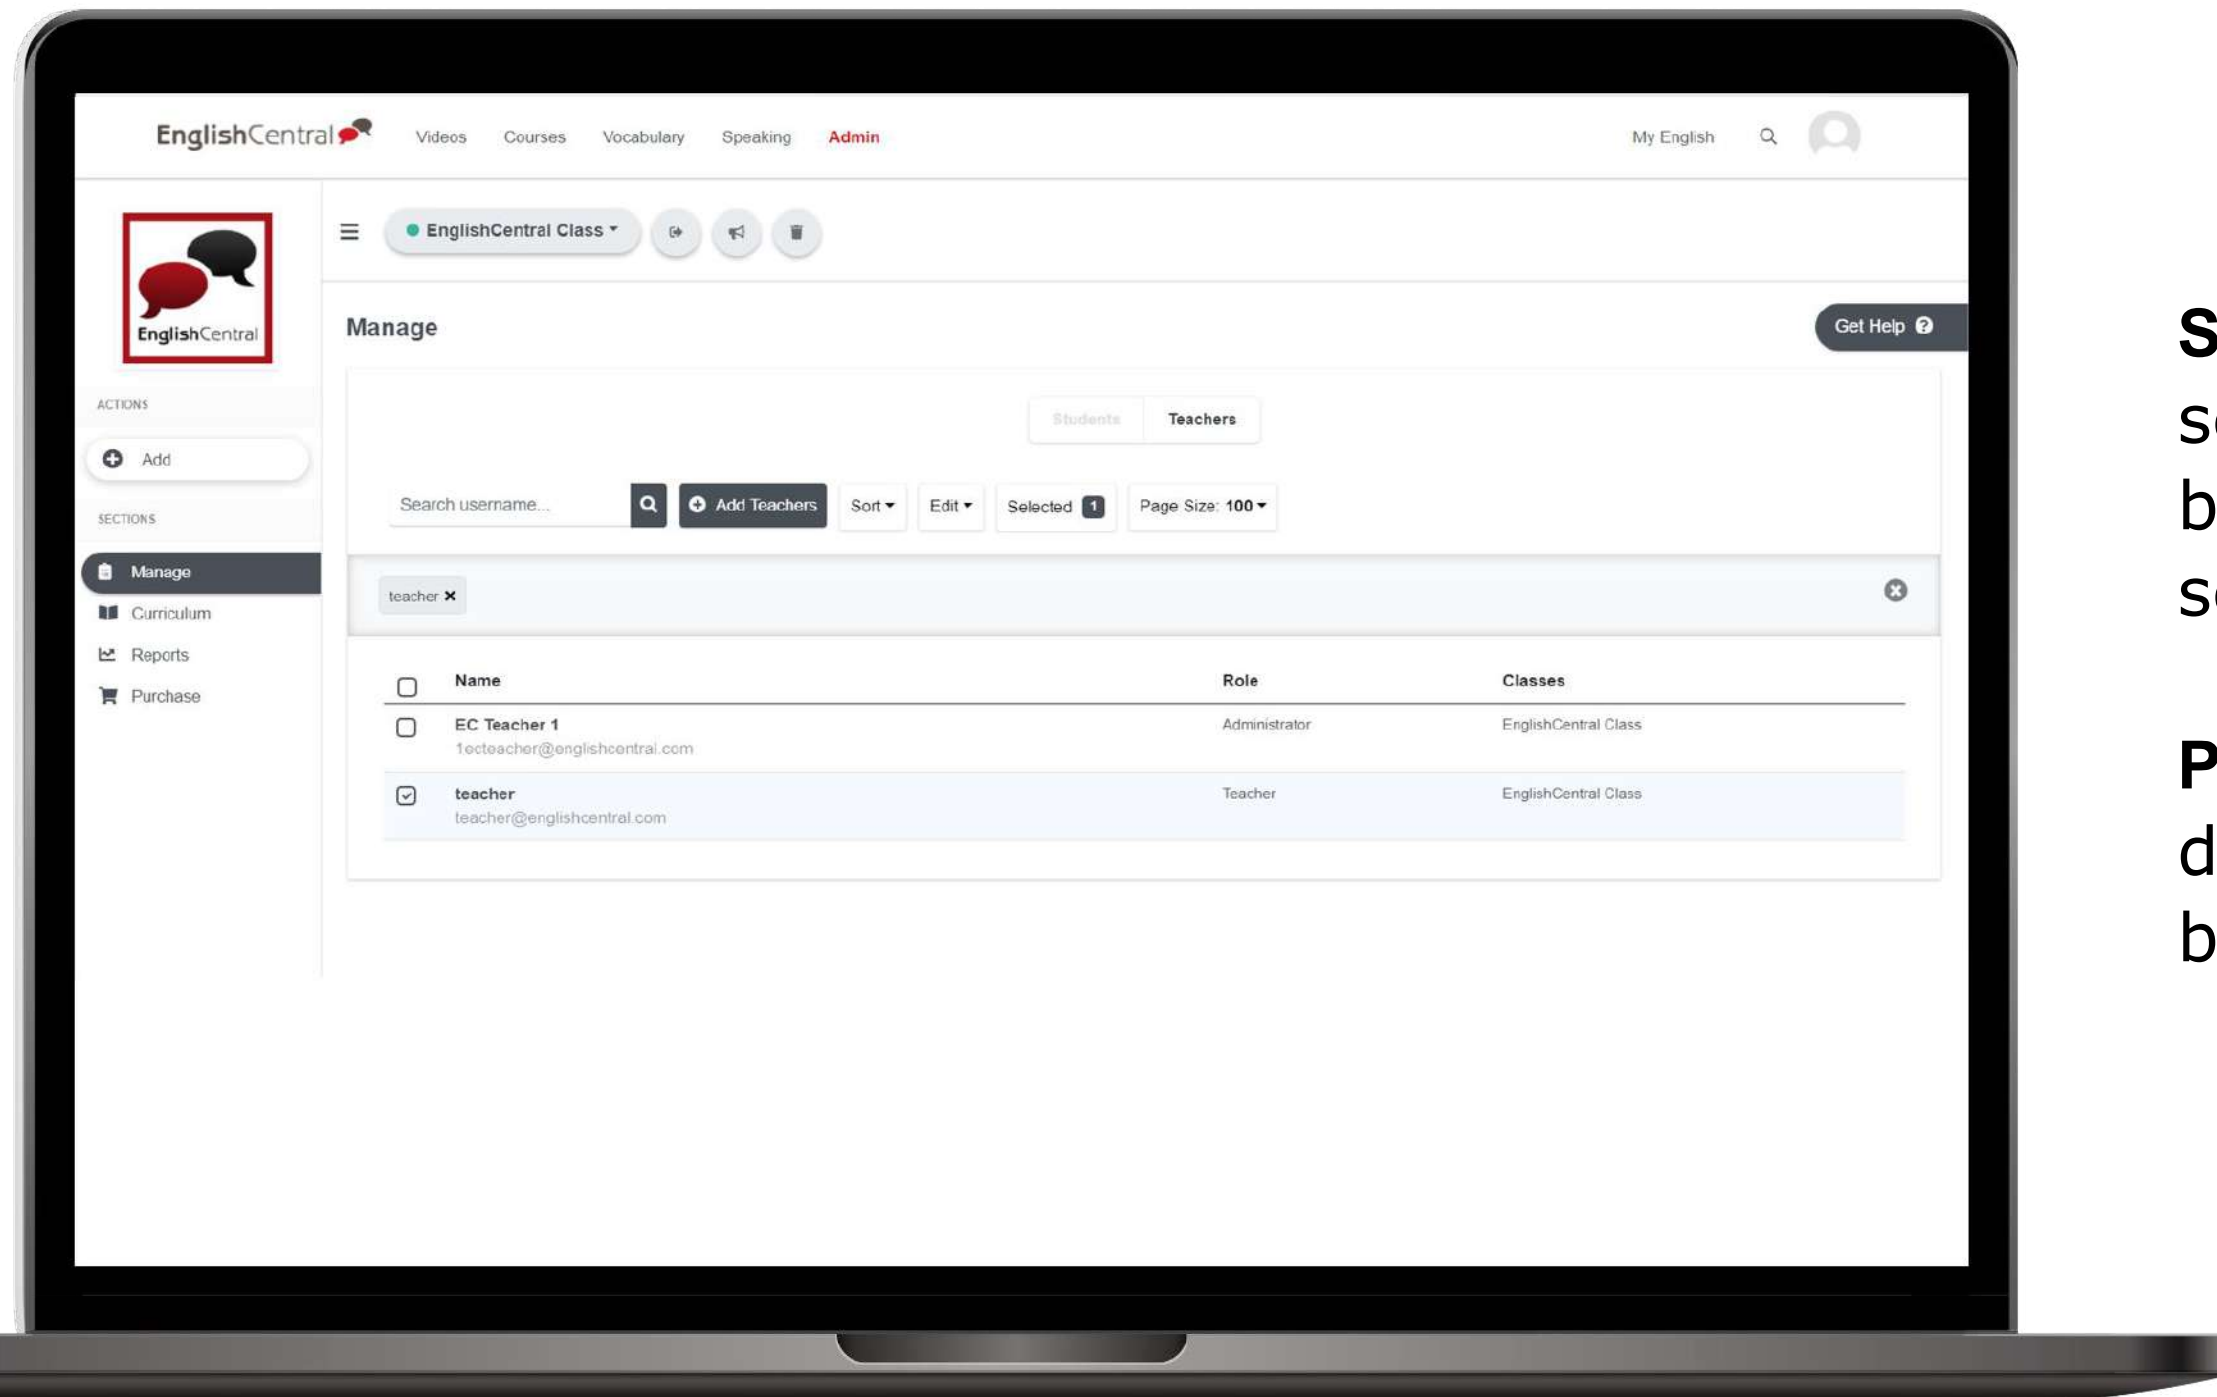 EnglishCentral Videos Courses Vocabulary Speaking Admin My English
EnglishCentral
EnglishCentral Class
Manage
Get Help
ACTIONS
Add
SECTIONS
Manage
Curriculum
Reports
Purchase
Students Teachers
Search username... Add Teachers Sort Edit Selected 1 Page Size: 100
teacher
Name Role Classes
EC Teacher 1 Administrator EnglishCentral Class
1ecteacher@englishcentral.com
teacher Teacher EnglishCentral Class
teacher@englishcentral.com